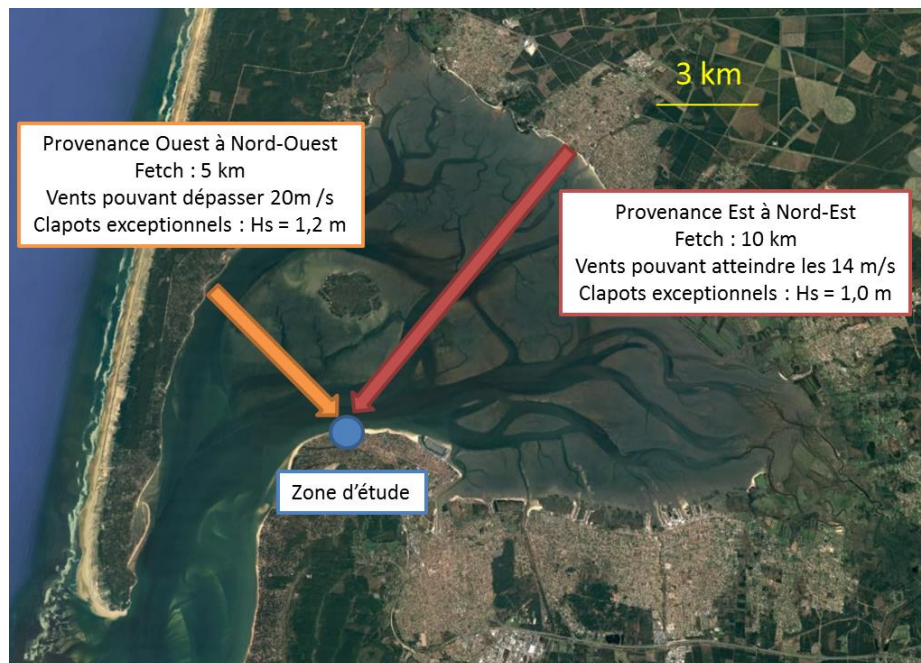 3 km
Provenance Ouest à Nord-Ouest
Fetch : 5 km
Vents pouvant dépasser 20m /s
Clapots exceptionnels : Hs = 1,2 m
Provenance Est à Nord-Est
Fetch : 10 km
Vents pouvant atteindre les 14 m/s
Clapots exceptionnels : Hs = 1,0 m
Zone d'étude